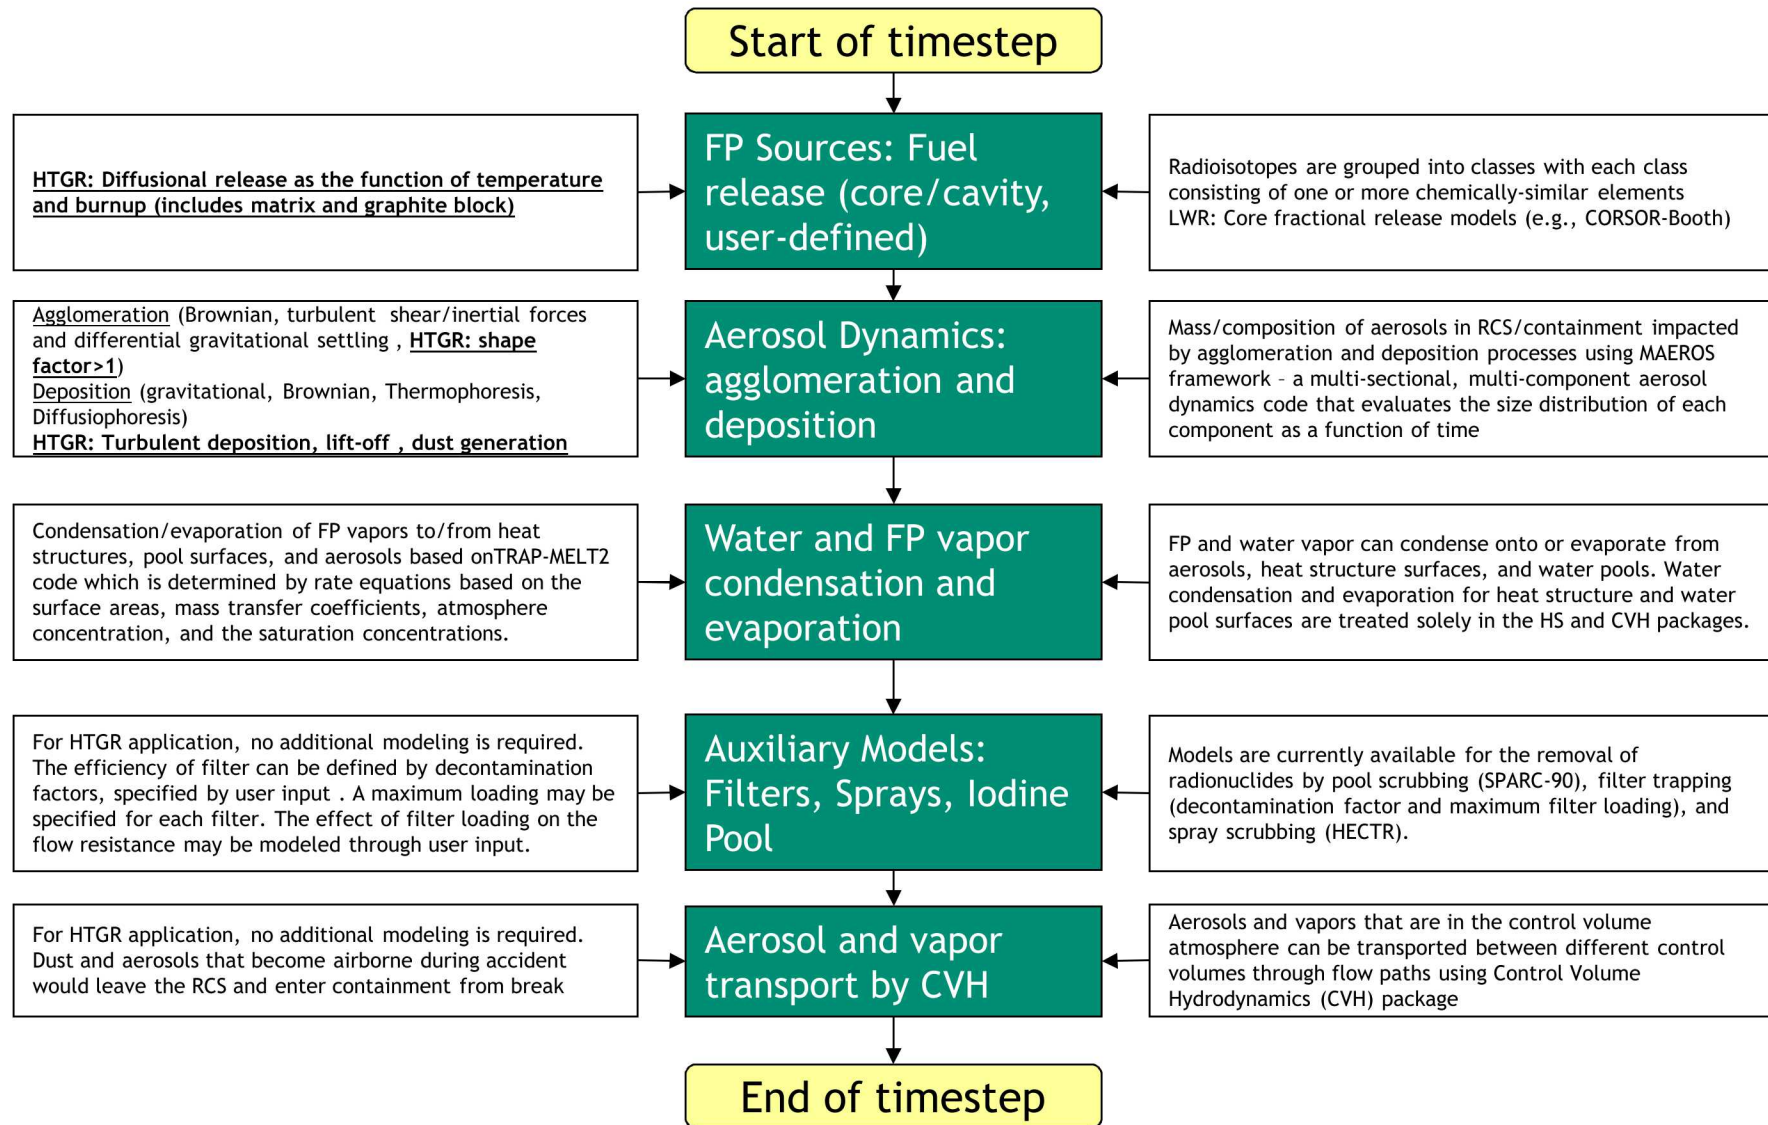 Start of timestep
HTGR: Diffusional release as the function of temperature
and burnup (includes matrix and graphite block)
FP Sources: Fuel
release (core/cavity,
user-defined)
Radioisotopes are grouped into classes with each class
consisting of one or more chemically-similar elements
LWR: Core fractional release models (e.g., CORSOR-Booth)
Agglomeration (Brownian, turbulent shear/inertial forces
and differential gravitational settling , HTGR: shape
factor>1)
Deposition (gravitational, Brownian, Thermophoresis,
Diffusiophoresis)
HTGR: Turbulent deposition, lift-off , dust generation
Aerosol Dynamics:
agglomeration and
deposition
Mass/composition of aerosols in RCS/containment impacted
by agglomeration and deposition processes using MAEROS
framework – a multi-sectional, multi-component aerosol
dynamics code that evaluates the size distribution of each
component as a function of time
Condensation/evaporation of FP vapors to/from heat
structures, pool surfaces, and aerosols based onTRAP-MELT2
code which is determined by rate equations based on the
surface areas, mass transfer coefficients, atmosphere
concentration, and the saturation concentrations.
Water and FP vapor
condensation and
evaporation
FP and water vapor can condense onto or evaporate from
aerosols, heat structure surfaces, and water pools. Water
condensation and evaporation for heat structure and water
pool surfaces are treated solely in the HS and CVH packages.
For HTGR application, no additional modeling is required.
The efficiency of filter can be defined by decontamination
factors, specified by user input . A maximum loading may be
specified for each filter. The effect of filter loading on the
flow resistance may be modeled through user input.
Auxiliary Models:
Filters, Sprays, Iodine
Pool
Models are currently available for the removal of
radionuclides by pool scrubbing (SPARC-90), filter trapping
(decontamination factor and maximum filter loading), and
spray scrubbing (HECTR).
For HTGR application, no additional modeling is required.
Dust and aerosols that become airborne during accident
would leave the RCS and enter containment from break
Aerosol and vapor
transport by CVH
Aerosols and vapors that are in the control volume
atmosphere can be transported between different control
volumes through flow paths using Control Volume
Hydrodynamics (CVH) package
End of timestep